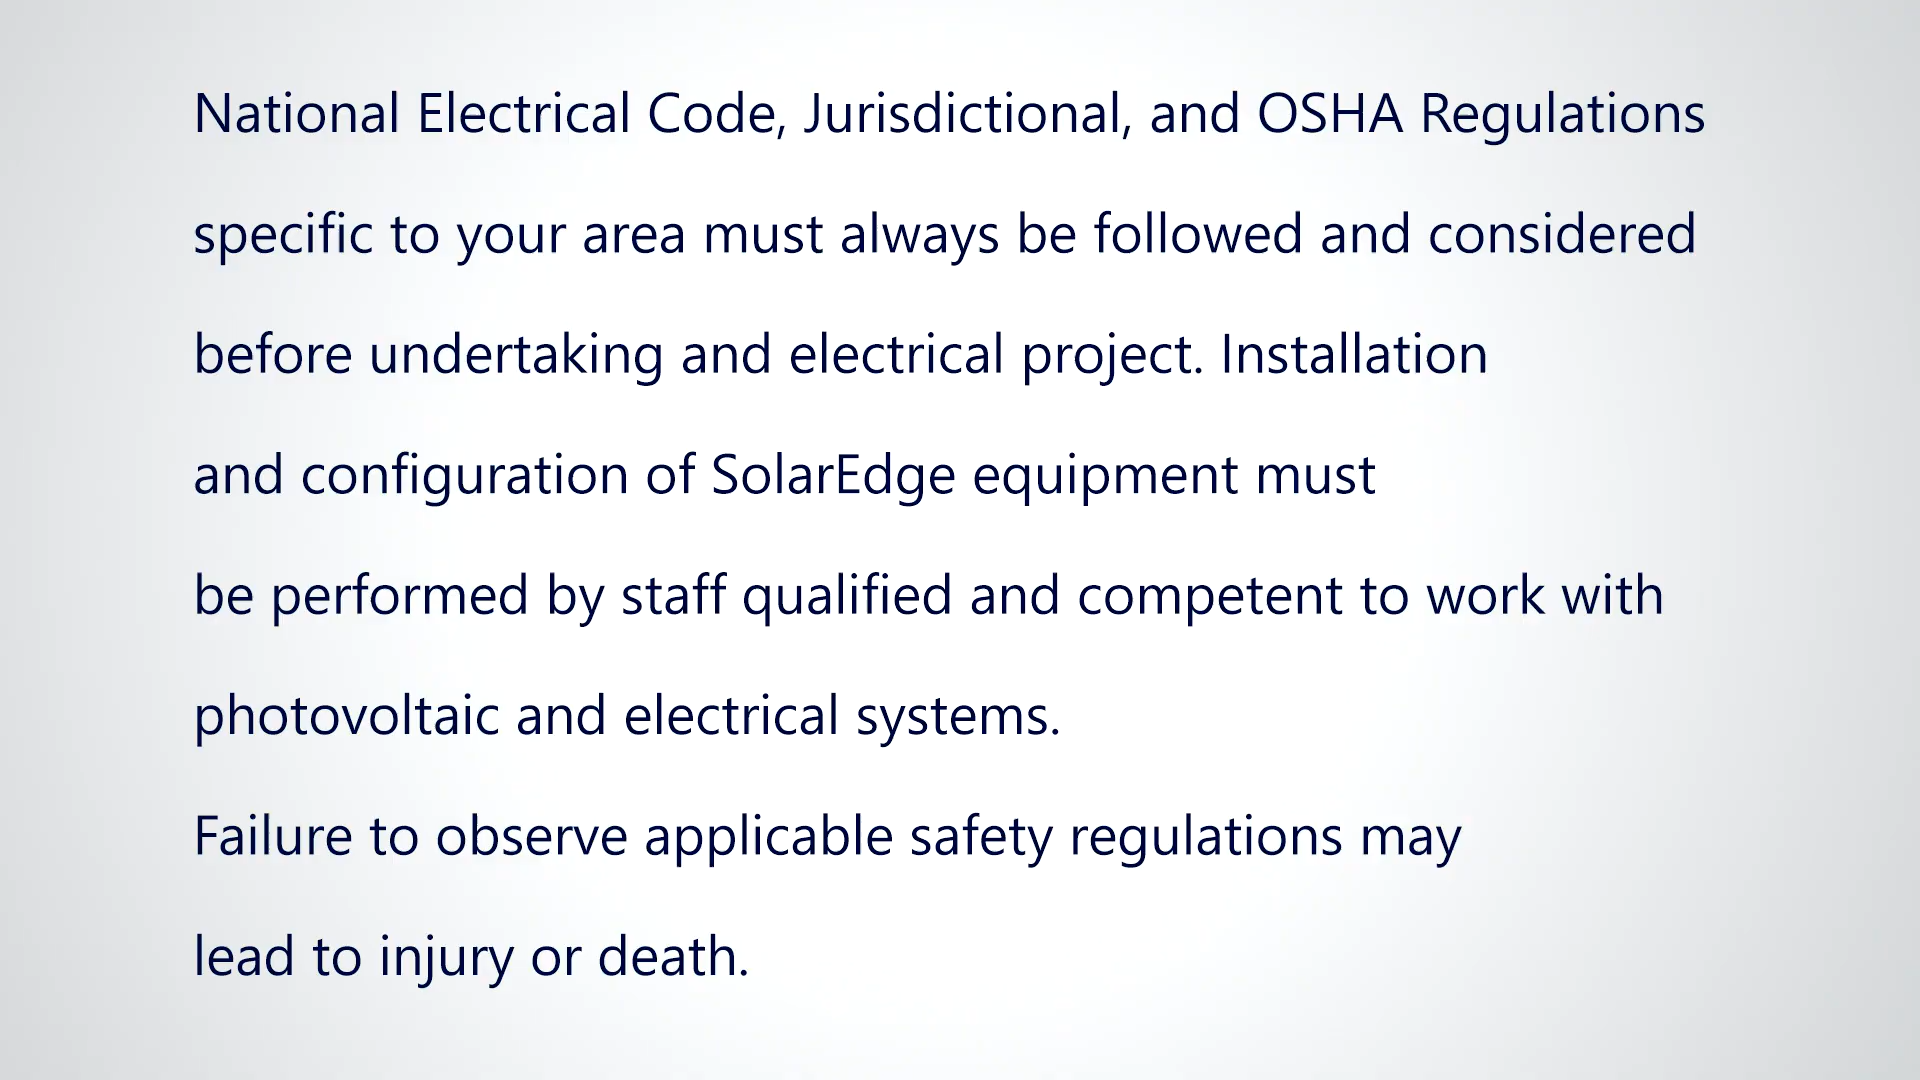 National Electrical Code, Jurisdictional, and OSHA Regulations
specific to your area must always be followed and considered
before undertaking and electrical project. Installation
and configuration of SolarEdge equipment must
be performed by staff qualified and competent to work with
photovoltaic and electrical systems.
Failure to observe applicable safety regulations may
lead to injury or death.